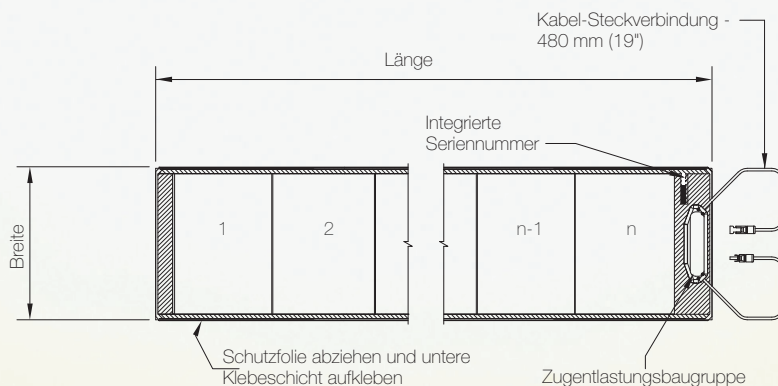 Kabel-Steckverbindung -
480 mm (19")
Länge
Integrierte
Seriennummer
Breite
1
2
n-1
n
Schutzfolie abziehen und untere
Klebeschicht aufkleben
Zugentlastungsbaugruppe